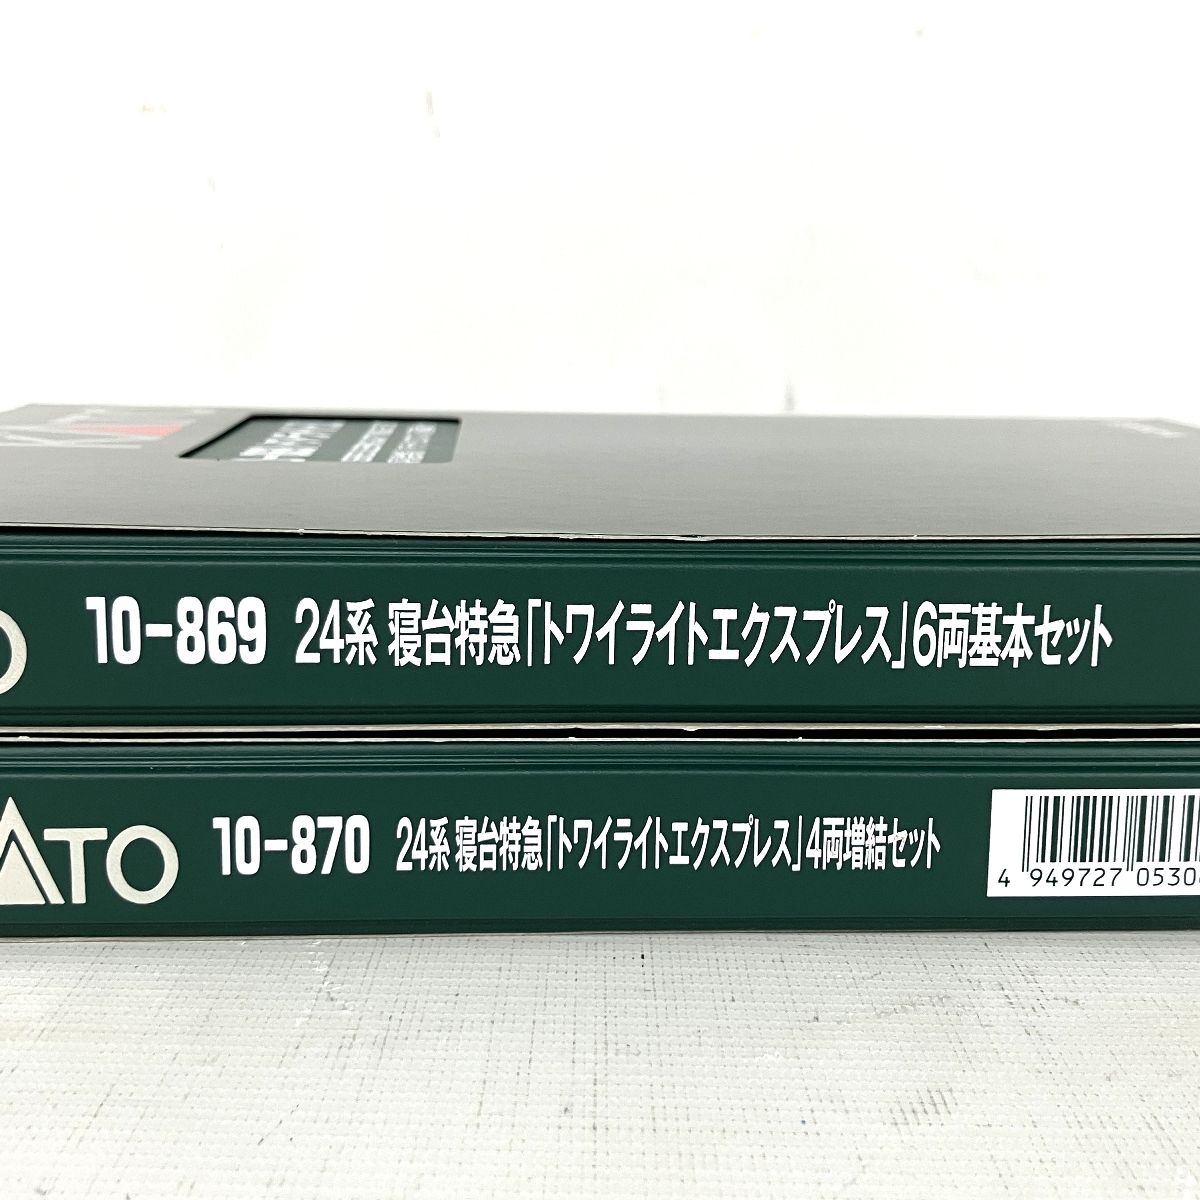 10-869 24系 寝台特急「トワイライトエクスプレス」6両基本セット
ATO 10-870 24系 寝台特急「トワイライトエクスプレス」4両増結セット
4 949727 0530